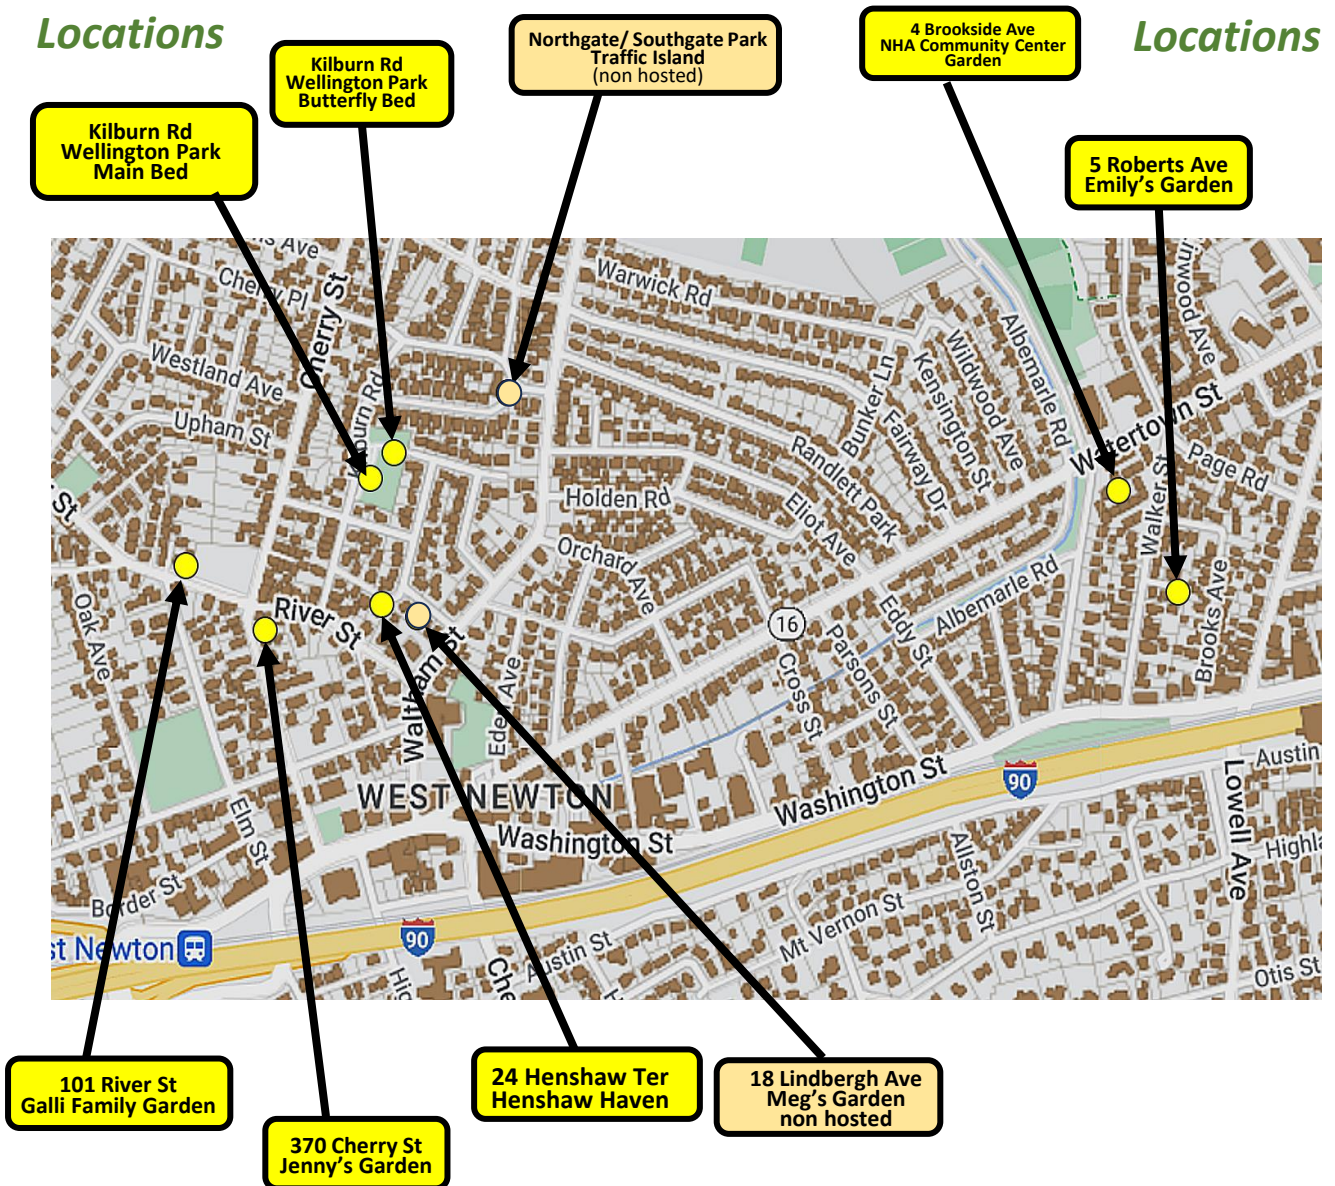 Locations
Locations
Kilburn Rd
Wellington Park
Butterfly Bed
Northgate/ Southgate Park
Traffic Island
(non hosted)
4 Brookside Ave
NHA Community Center
Garden
Kilburn Rd
Wellington Park
Main Bed
5 Roberts Ave
Emily's Garden
Cherry Pl
Cherry St
Warwick Rd
Westland Ave
Upham St
Bunker Ln
Kensington St
Wildwood Ave
Albemarle Rd
Fairway Dr
Randlett Park
Watertown St
Page Rd
Walker St
Holden Rd
Eliot Ave
Orchard Ave
St
Oak Ave
River St
Waltham St
Eden Ave
16
Cross St
Parsons St
Eddy St
Albemarle Rd
Brooks Ave
WEST NEWTON
Washington St
Washington St
90
Austin
Lowell Ave
Highla
Elm St
Border St
st Newton
90
Austin St
Mt Vernon St
Allston St
Otis St
Che
101 River St
Galli Family Garden
370 Cherry St
Jenny's Garden
24 Henshaw Ter
Henshaw Haven
18 Lindbergh Ave
Meg's Garden
non hosted